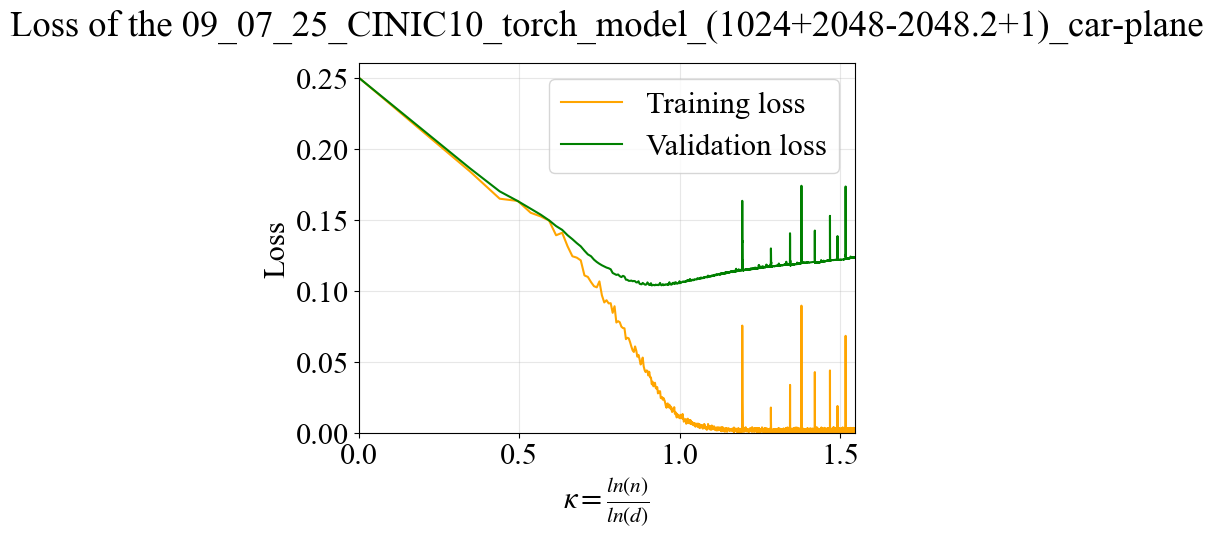 Loss of the 09_07_25_CINIC10_torch_model_(1024+2048-2048.2+1)_car-plane
0.25
0.20
0.15
0.10
0.05
0.00
Loss
Training loss
Validation loss
0.0 0.5 1.0 1.5
κ = ln(n)/ln(d)